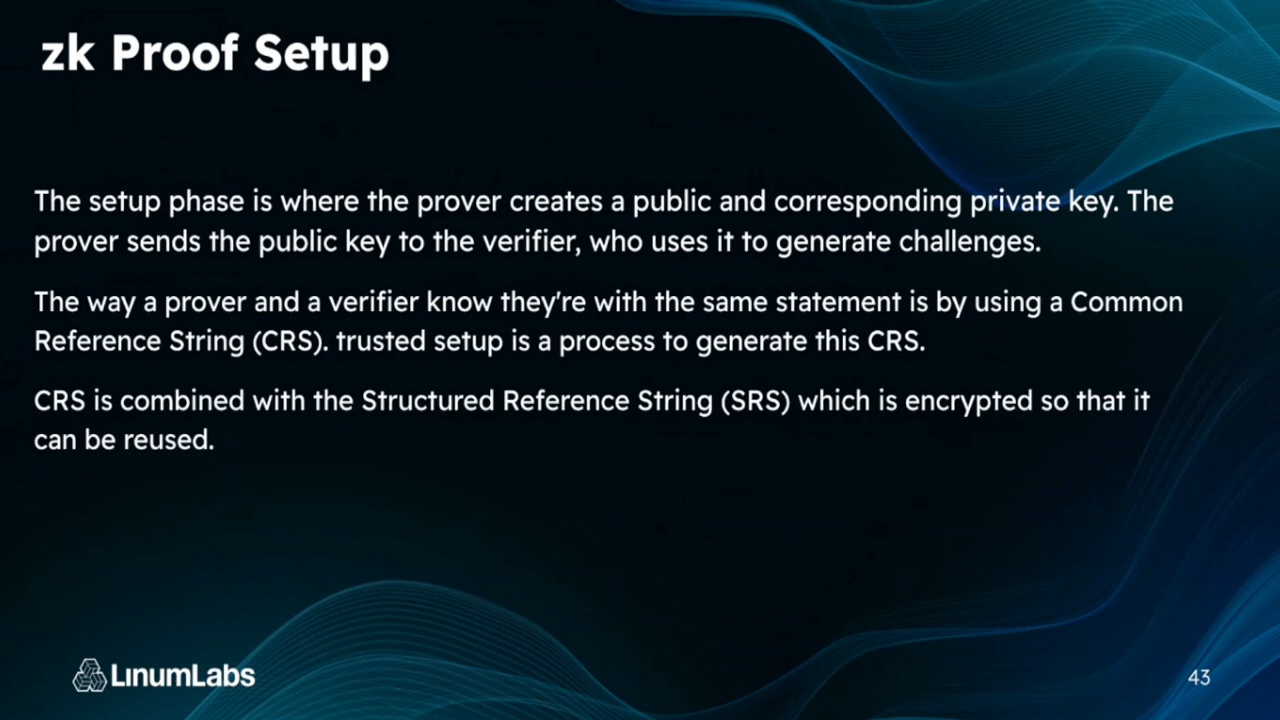 zk Proof Setup
The setup phase is where the prover creates a public and corresponding private key. The
prover sends the public key to the verifier, who uses it to generate challenges.
The way a prover and a verifier know they're with the same statement is by using a Common
Reference String (CRS). trusted setup is a process to generate this CRS.
CRS is combined with the Structured Reference String (SRS) which is encrypted so that it
can be reused.
LinumLabs
43